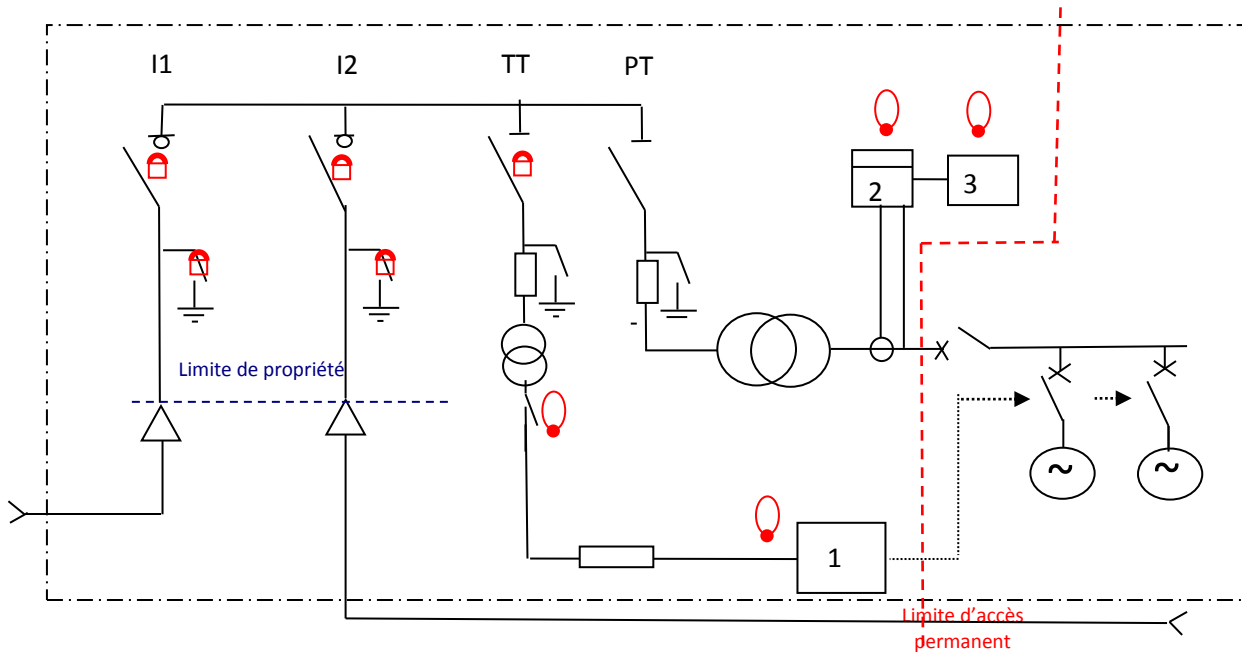 I1
I2
TT
PT
2
3
Limite de propriété
~
~
1
Limite d'accès
permanent